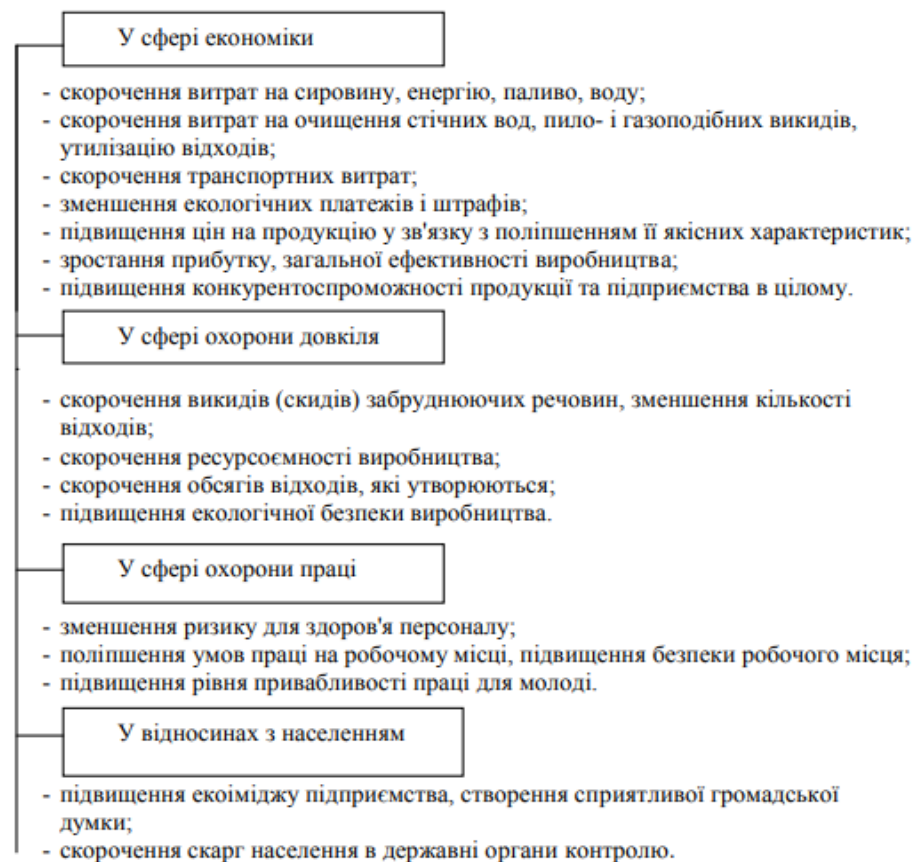 У сфері економіки
- скорочення витрат на сировину, енергію, паливо, воду;
- скорочення витрат на очищення стічних вод, пило- і газоподібних викидів,
утилізацію відходів;
- скорочення транспортних витрат;
- зменшення екологічних платежів і штрафів;
- підвищення цін на продукцію у зв'язку з поліпшенням її якісних характеристик;
- зростання прибутку, загальної ефективності виробництва;
- підвищення конкурентоспроможності продукції та підприємства в цілому.
У сфері охорони довкіля
- скорочення викидів (скидів) забруднюючих речовин, зменшення кількості
відходів;
- скорочення ресурсоємності виробництва;
- скорочення обсягів відходів, які утворюються;
- підвищення екологічної безпеки виробництва.
У сфері охорони праці
- зменшення ризику для здоров'я персоналу;
- поліпшення умов праці на робочому місці, підвищення безпеки робочого місця;
- підвищення рівня привабливості праці для молоді.
У відносинах з населенням
- підвищення екоіміджу підприємства, створення сприятливої громадської
думки;
- скорочення скарг населення в державні органи контролю.